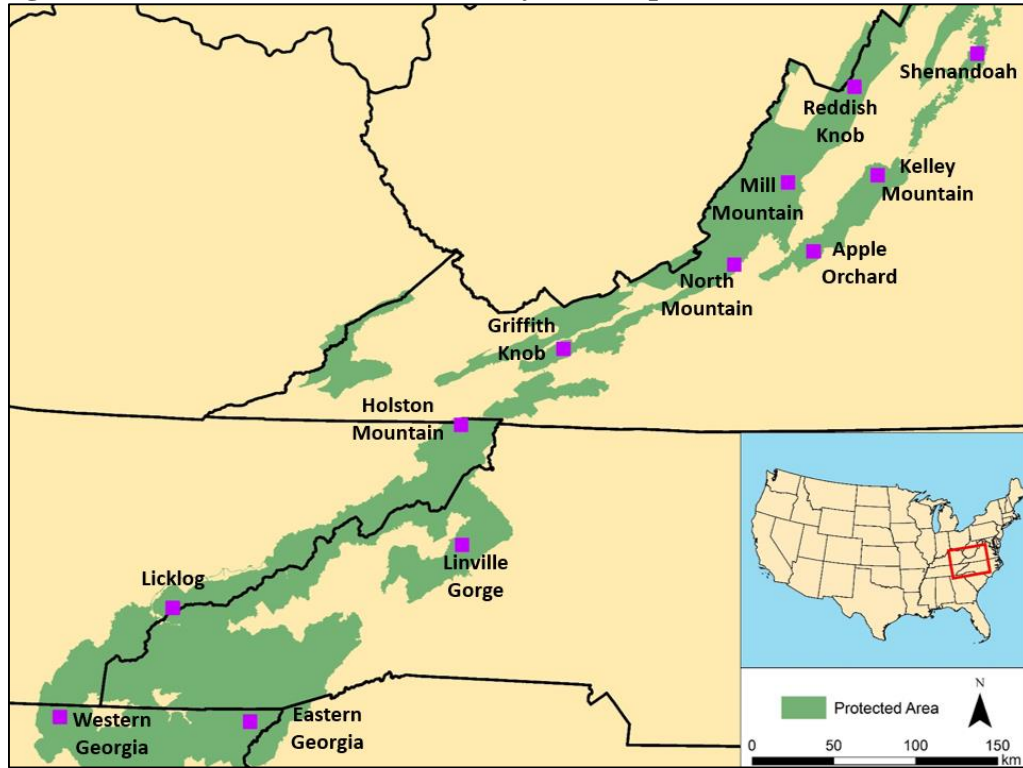 Shenandoah
Reddish
Knob
Kelley
Mountain
Mill
Mountain
Apple
Orchard
North
Mountain
Griffith
Knob
Holston
Mountain
Linville
Gorge
Licklog
Western
Georgia
Eastern
Georgia
N
Protected Area
0 50 100 150
km